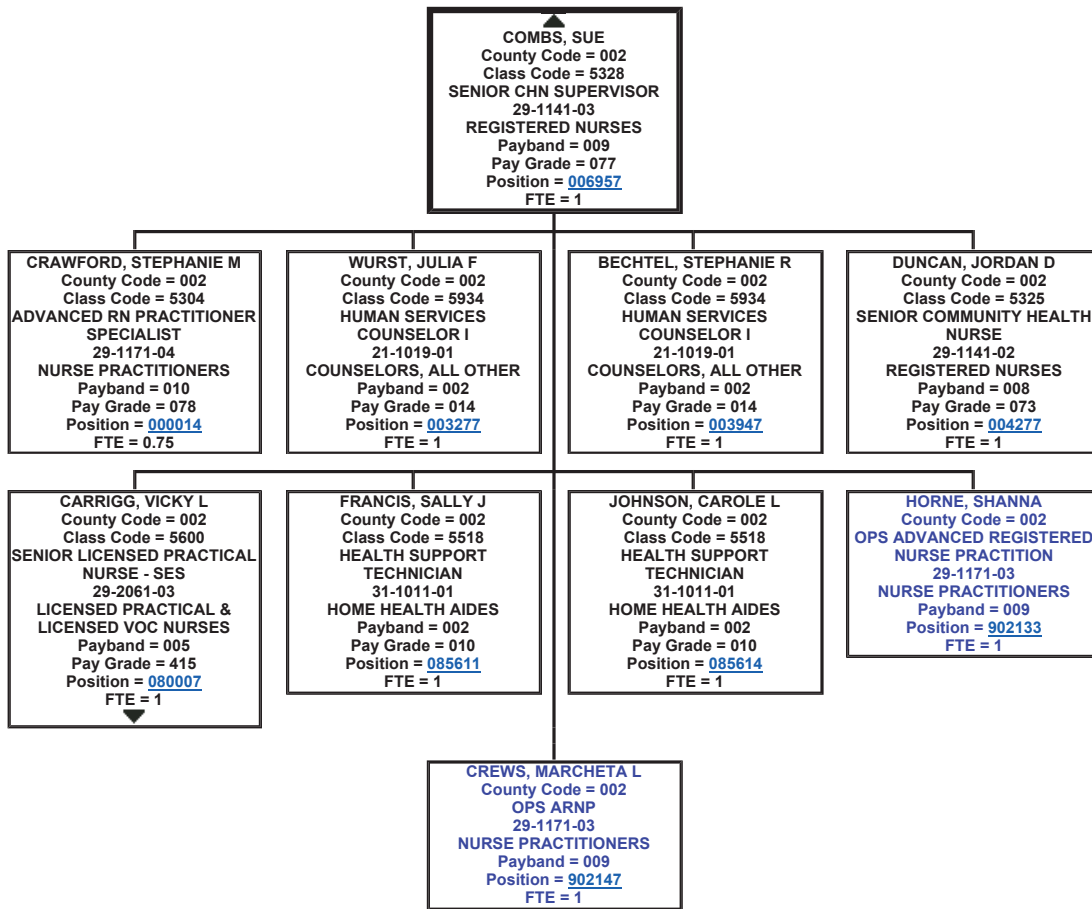 COMBS, SUE
County Code = 002
Class Code = 5328
SENIOR CHN SUPERVISOR
29-1141-03
REGISTERED NURSES
Payband = 009
Pay Grade = 077
Position = 006957
FTE = 1
CRAWFORD, STEPHANIE M
County Code = 002
Class Code = 5304
ADVANCED RN PRACTITIONER
SPECIALIST
29-1171-04
NURSE PRACTITIONERS
Payband = 010
Pay Grade = 078
Position = 000014
FTE = 0.75
WURST, JULIA F
County Code = 002
Class Code = 5934
HUMAN SERVICES
COUNSELOR I
21-1019-01
COUNSELORS, ALL OTHER
Payband = 002
Pay Grade = 014
Position = 003277
FTE = 1
BECHTEL, STEPHANIE R
County Code = 002
Class Code = 5934
HUMAN SERVICES
COUNSELOR I
21-1019-01
COUNSELORS, ALL OTHER
Payband = 002
Pay Grade = 014
Position = 003947
FTE = 1
DUNCAN, JORDAN D
County Code = 002
Class Code = 5325
SENIOR COMMUNITY HEALTH
NURSE
29-1141-02
REGISTERED NURSES
Payband = 008
Pay Grade = 073
Position = 004277
FTE = 1
CARRIGG, VICKY L
County Code = 002
Class Code = 5600
SENIOR LICENSED PRACTICAL
NURSE - SES
29-2061-03
LICENSED PRACTICAL &
LICENSED VOC NURSES
Payband = 005
Pay Grade = 415
Position = 080007
FTE = 1
FRANCIS, SALLY J
County Code = 002
Class Code = 5518
HEALTH SUPPORT
TECHNICIAN
31-1011-01
HOME HEALTH AIDES
Payband = 002
Pay Grade = 010
Position = 085611
FTE = 1
JOHNSON, CAROLE L
County Code = 002
Class Code = 5518
HEALTH SUPPORT
TECHNICIAN
31-1011-01
HOME HEALTH AIDES
Payband = 002
Pay Grade = 010
Position = 085614
FTE = 1
HORNE, SHANNA
County Code = 002
OPS ADVANCED REGISTERED
NURSE PRACTITION
29-1171-03
NURSE PRACTITIONERS
Payband = 009
Position = 902133
FTE = 1
CREWS, MARCHETA L
County Code = 002
OPS ARNP
29-1171-03
NURSE PRACTITIONERS
Payband = 009
Position = 902147
FTE = 1